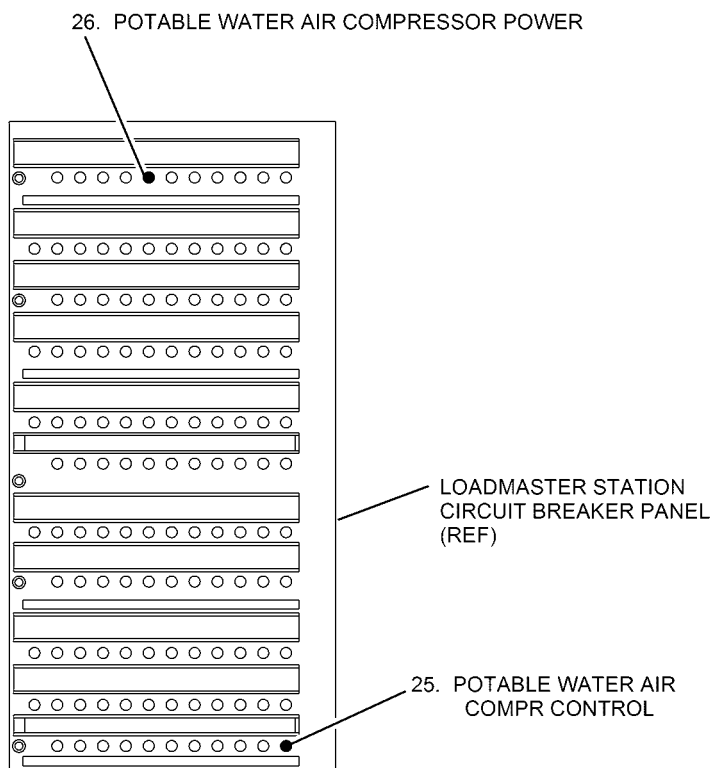 26. POTABLE WATER AIR COMPRESSOR POWER
LOADMASTER STATION
CIRCUIT BREAKER PANEL
(REF)
25. POTABLE WATER AIR
COMPR CONTROL